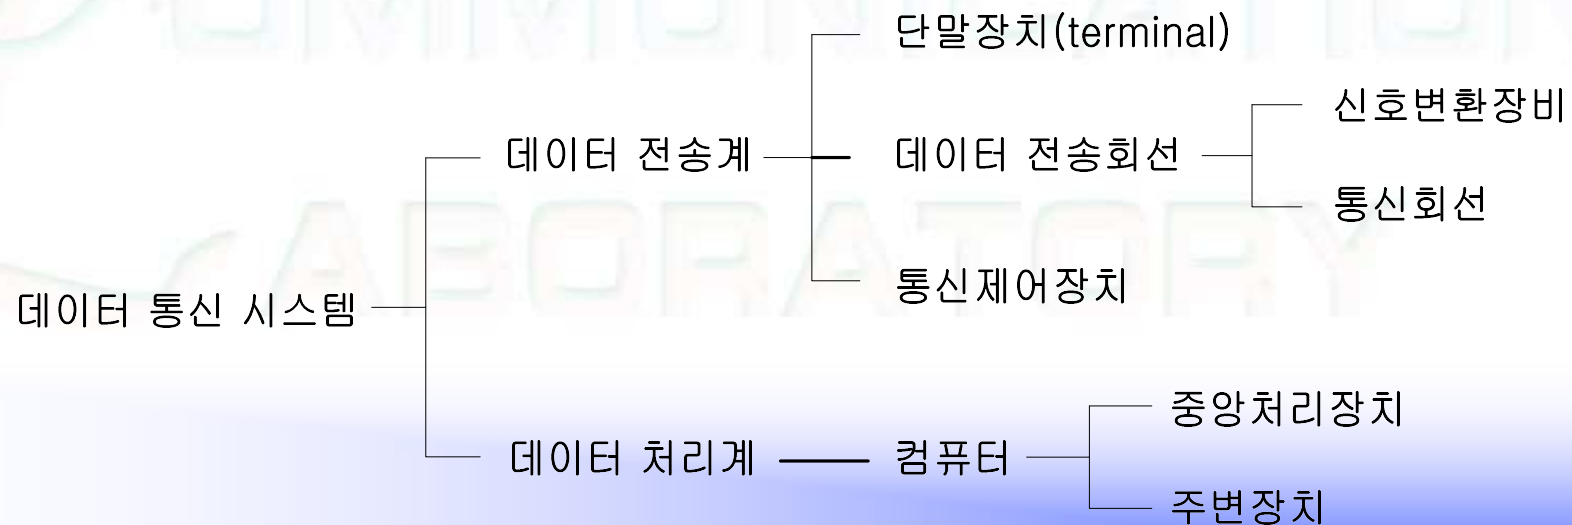 단말장치(terminal)
신호변환장비
데이터 전송계
데이터 전송회선
통신회선
통신제어장치
데이터 통신 시스템
중앙처리장치
데이터 처리계
컴퓨터
주변장치
ABORATORY